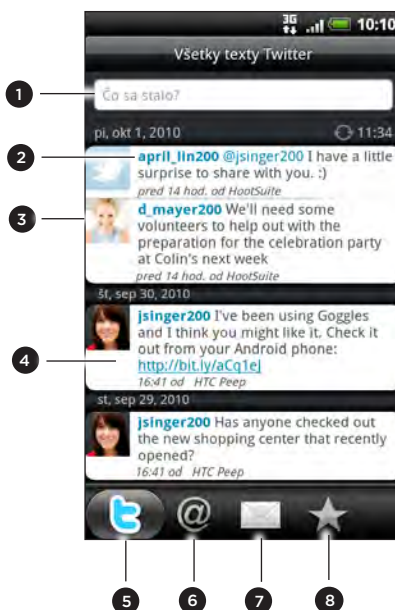 3G 10:10
Všetky texty Twitter
1
Čo sa stalo?
pi, okt 1, 2010 11:34
2
april_lin200 @jsinger200 I have a little
surprise to share with you. :)
pred 14 hod. od HootSuite
3
d_mayer200 We'll need some
volunteers to help out with the
preparation for the celebration party
at Colin's next week
pred 14 hod. od HootSuite
št, sep 30, 2010
jsinger200 I've been using Goggles
and I think you might like it. Check it
4
out from your Android phone:
http://bit.ly/aCq1eJ
16:41 od HTC Peep
st, sep 29, 2010
jsinger200 Has anyone checked out
the new shopping center that recently
opened?
16:41 od HTC Peep
t @
5 6 7 8